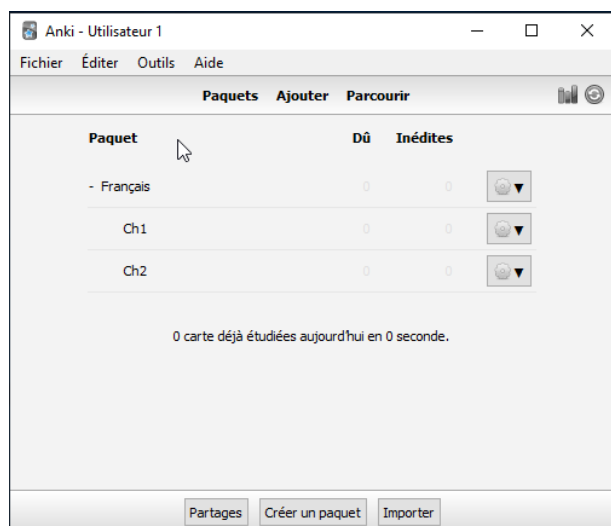 Anki - Utilisateur 1
Fichier Éditer Outils Aide
Paquets Ajouter Parcourir
Paquet Dû Inédites
- Français 0 0
Ch1 0 0
Ch2 0 0
0 carte déjà étudiées aujourd'hui en 0 seconde.
Partages Créer un paquet Importer